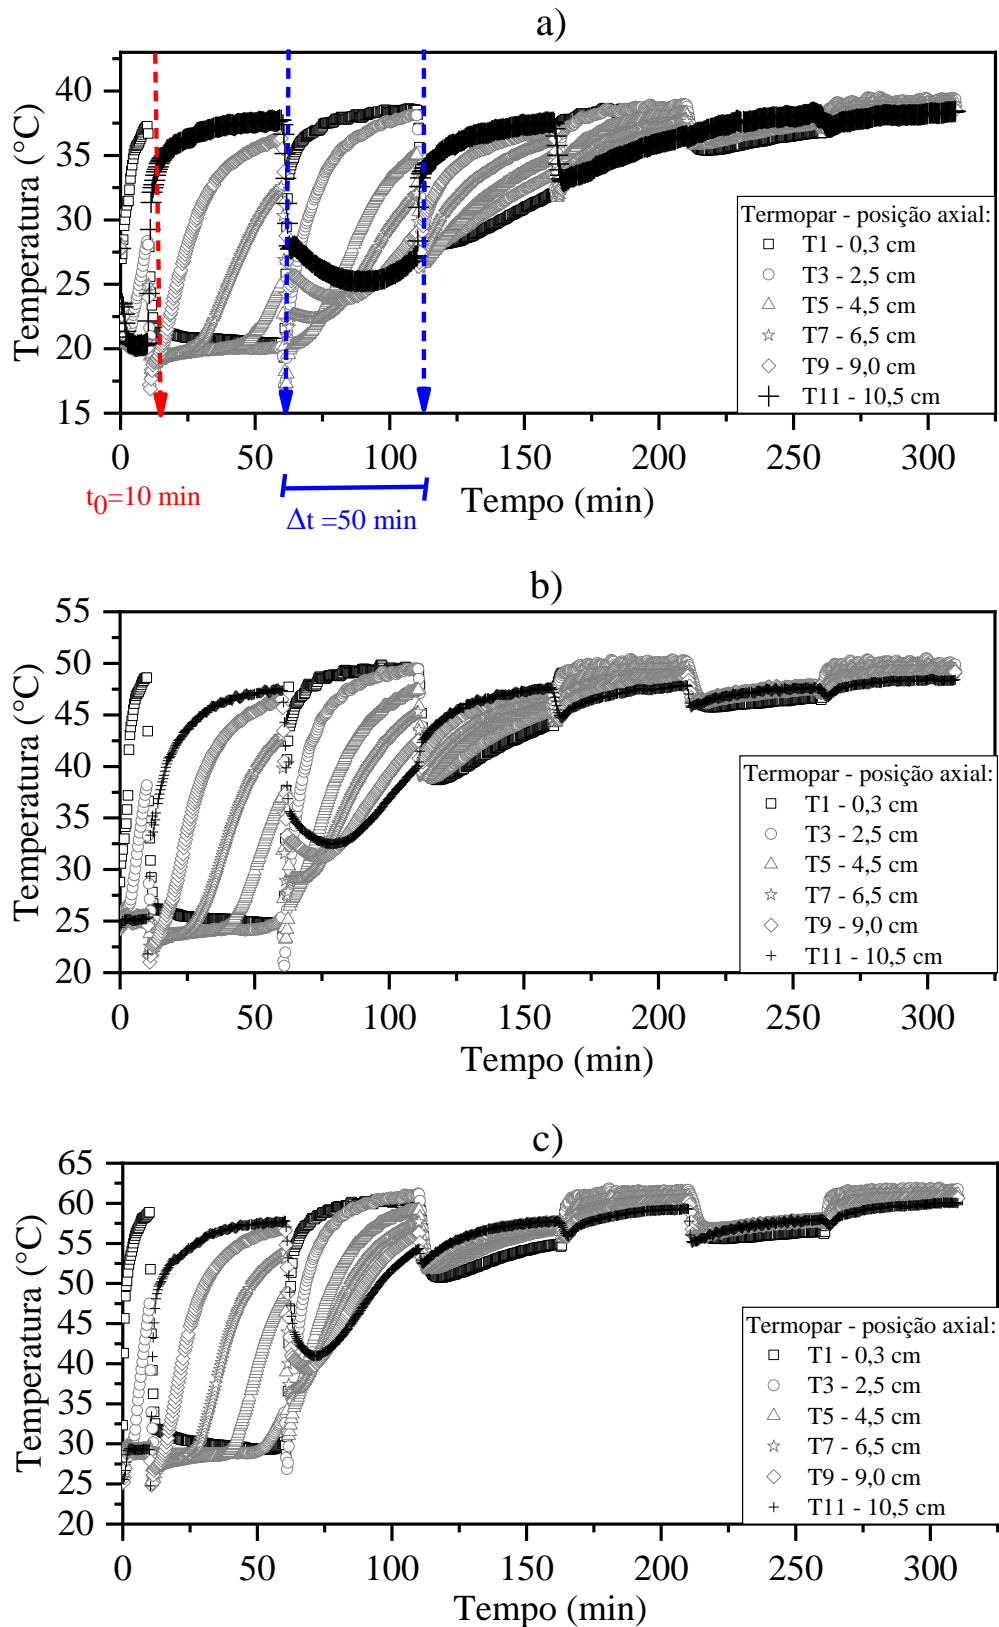 a)
40
35
30
25
20
15
Temperatura (°C)
Termopar - posição axial:
T1 - 0,3 cm
T3 - 2,5 cm
T5 - 4,5 cm
T7 - 6,5 cm
T9 - 9,0 cm
T11 - 10,5 cm
0 50 100 150 200 250 300
t0=10 min
Δt =50 min
Tempo (min)
b)
55
50
45
40
35
30
25
20
Temperatura (°C)
Termopar - posição axial:
T1 - 0,3 cm
T3 - 2,5 cm
T5 - 4,5 cm
T7 - 6,5 cm
T9 - 9,0 cm
T11 - 10,5 cm
0 50 100 150 200 250 300
Tempo (min)
c)
65
60
55
50
45
40
35
30
25
20
Temperatura (°C)
Termopar - posição axial:
T1 - 0,3 cm
T3 - 2,5 cm
T5 - 4,5 cm
T7 - 6,5 cm
T9 - 9,0 cm
T11 - 10,5 cm
0 50 100 150 200 250 300
Tempo (min)